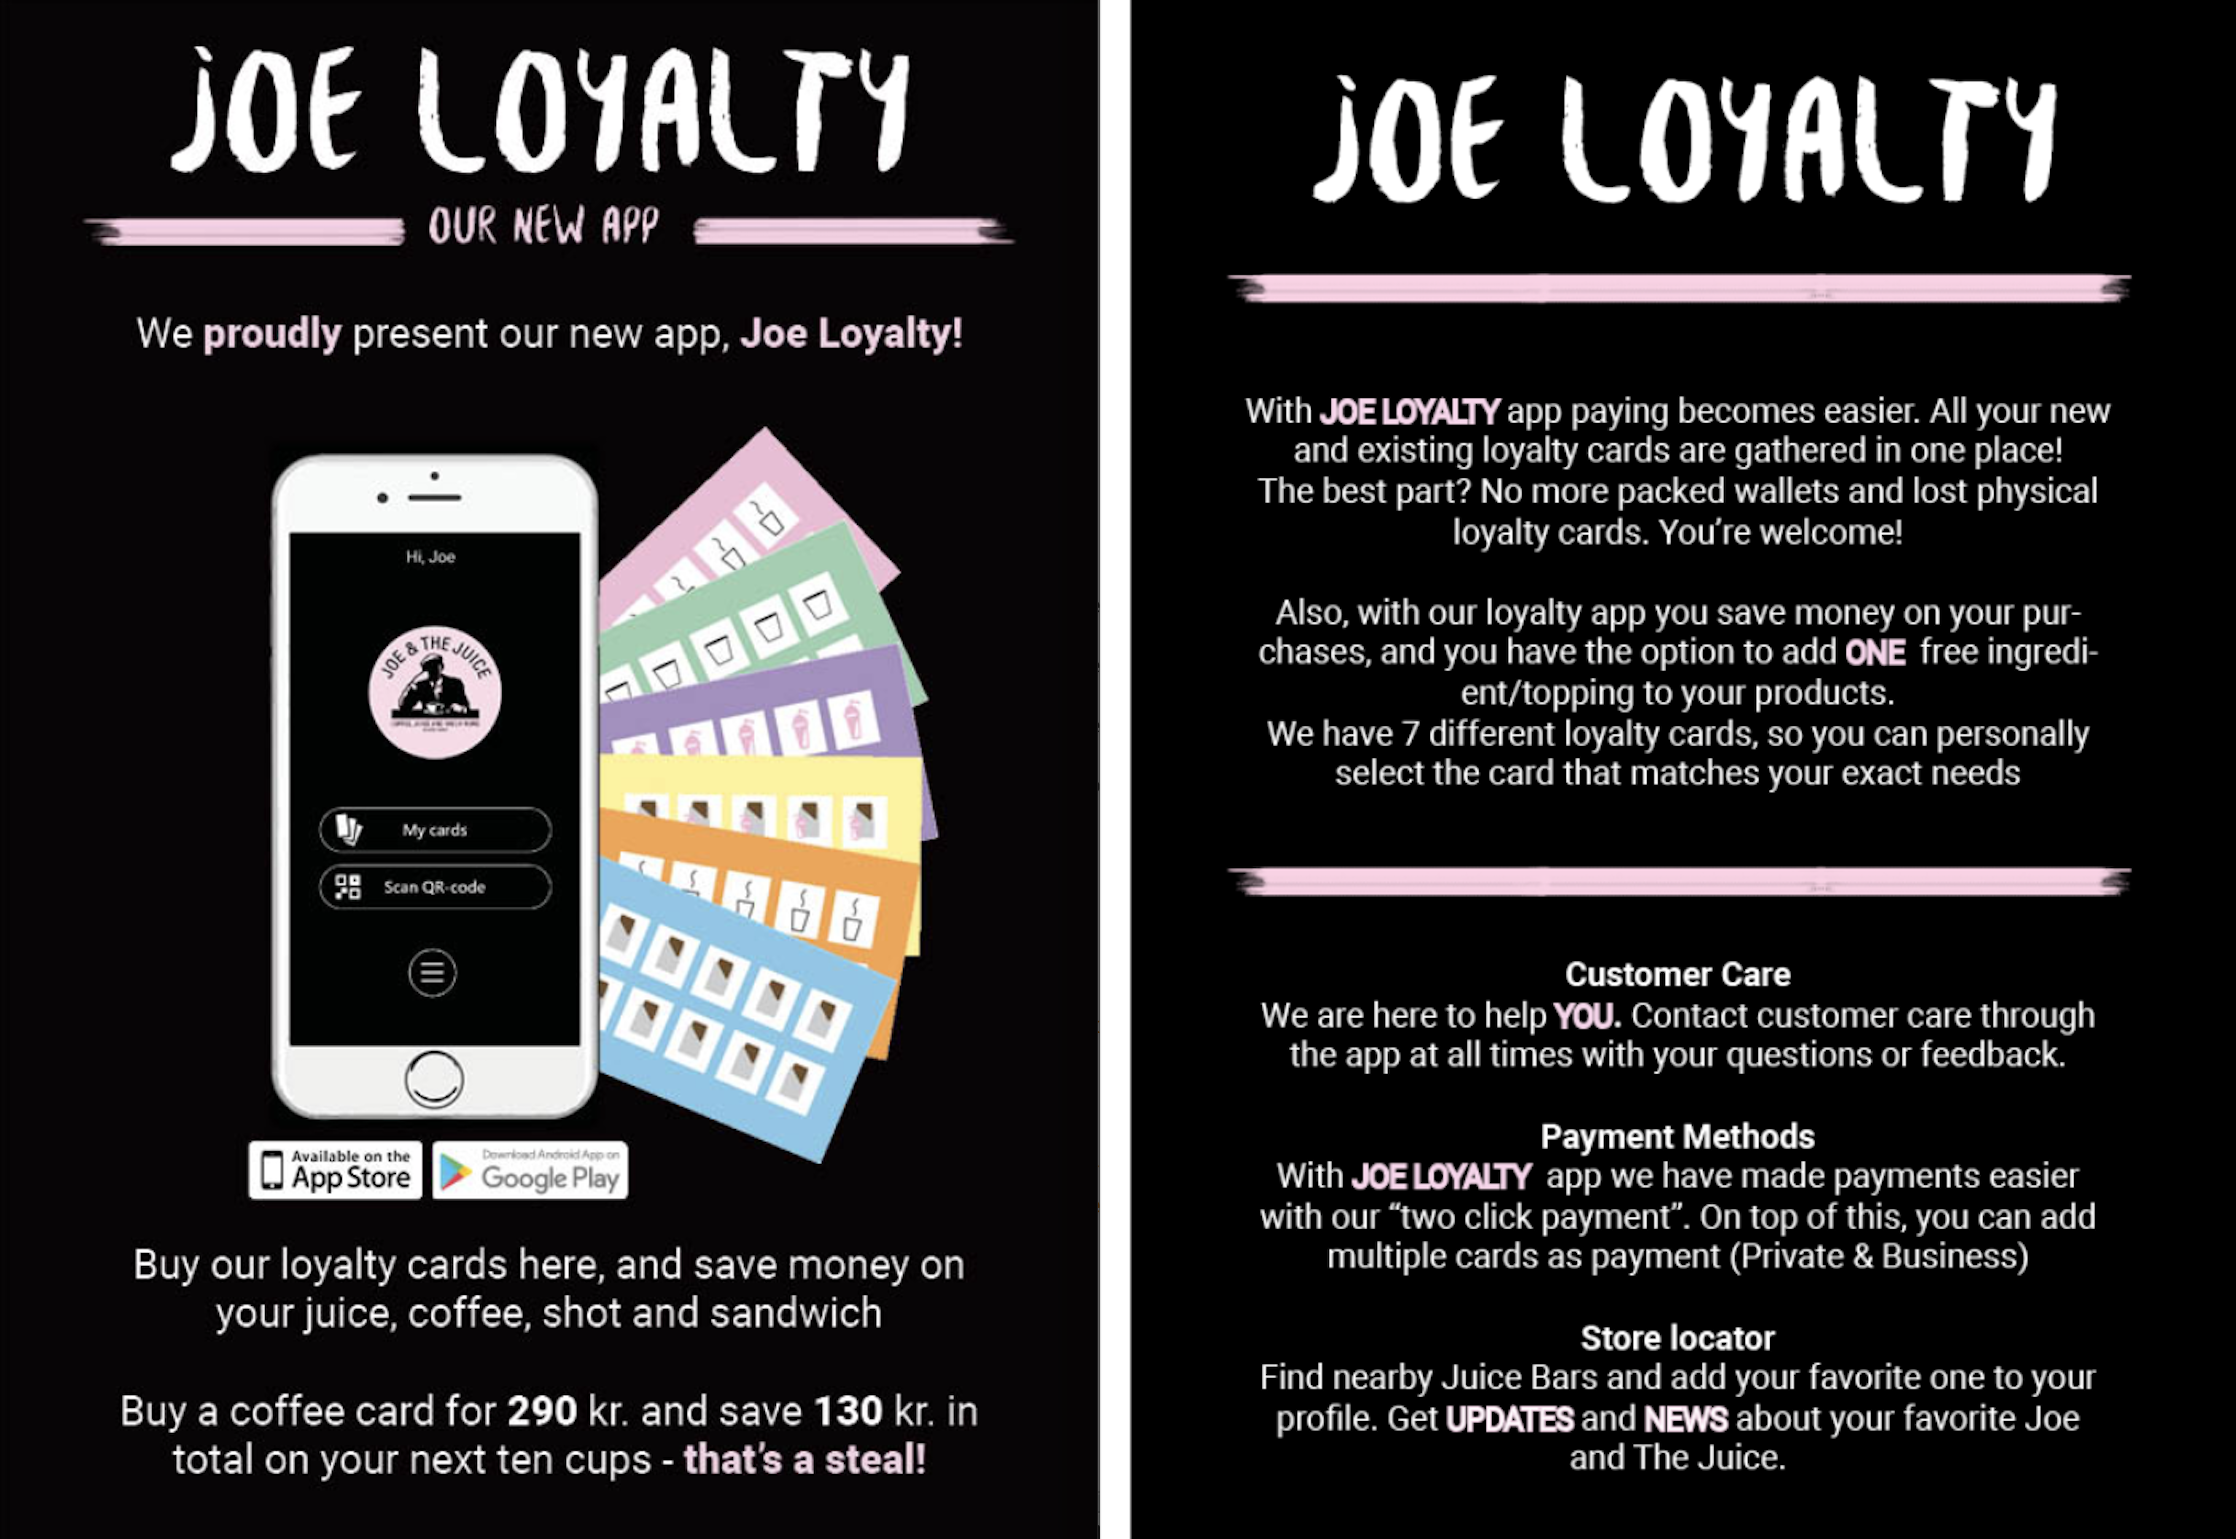 JOE LOYALTY
OUR NEW APP
We proudly present our new app, Joe Loyalty!
Hi, Joe
JOE & THE JUICE
My cards
Scan QR-code
Available on the
App Store
Download Android App on
Google Play
Buy our loyalty cards here, and save money on
your juice, coffee, shot and sandwich
Buy a coffee card for 290 kr. and save 130 kr. in
total on your next ten cups - that's a steal!
JOE LOYALTY
With JOE LOYALTY app paying becomes easier. All your new
and existing loyalty cards are gathered in one place!
The best part? No more packed wallets and lost physical
loyalty cards. You're welcome!
Also, with our loyalty app you save money on your pur-
chases, and you have the option to add ONE free ingredi-
ent/topping to your products.
We have 7 different loyalty cards, so you can personally
select the card that matches your exact needs
Customer Care
We are here to help YOU. Contact customer care through
the app at all times with your questions or feedback.
Payment Methods
With JOE LOYALTY app we have made payments easier
with our “two click payment”. On top of this, you can add
multiple cards as payment (Private & Business)
Store locator
Find nearby Juice Bars and add your favorite one to your
profile. Get UPDATES and NEWS about your favorite Joe
and The Juice.